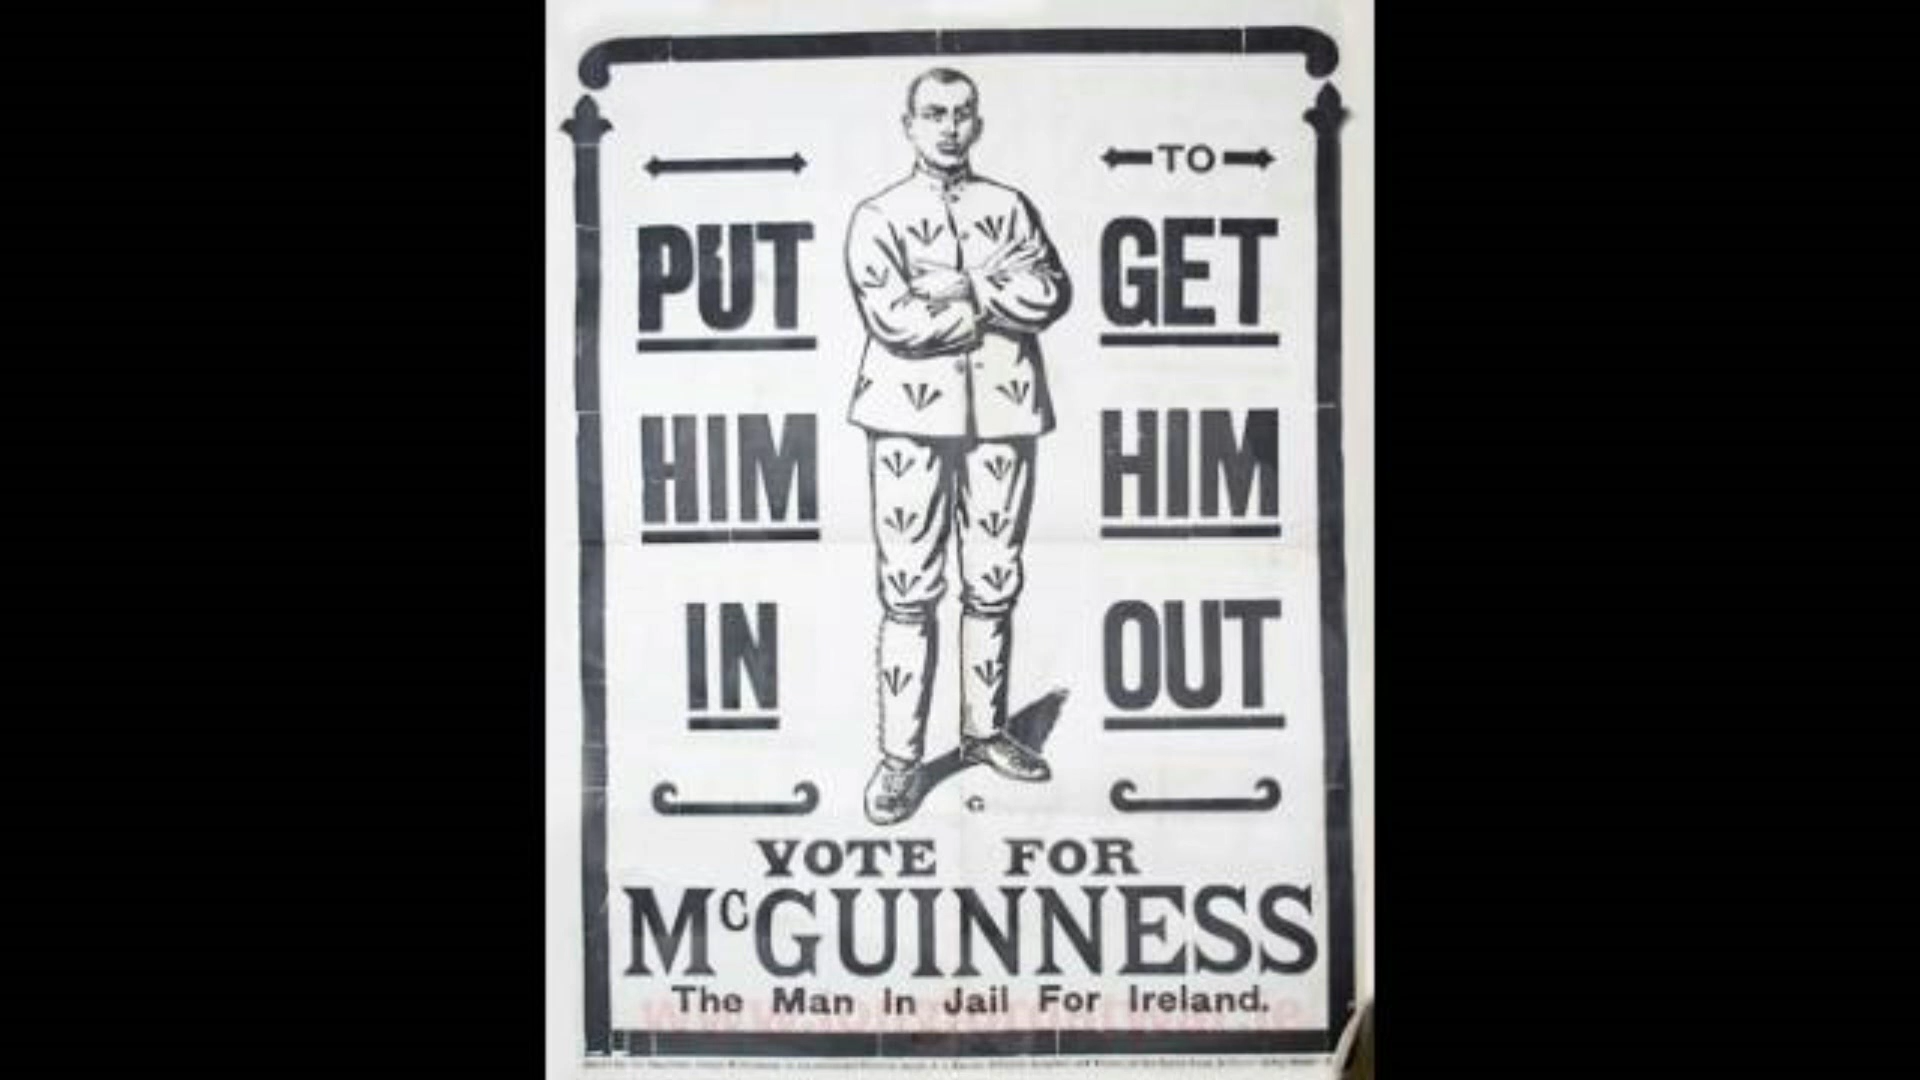 PUT
HIM
IN
TO
GET
HIM
OUT
G
VOTE FOR
McGUINNESS
The Man In Jail For Ireland.